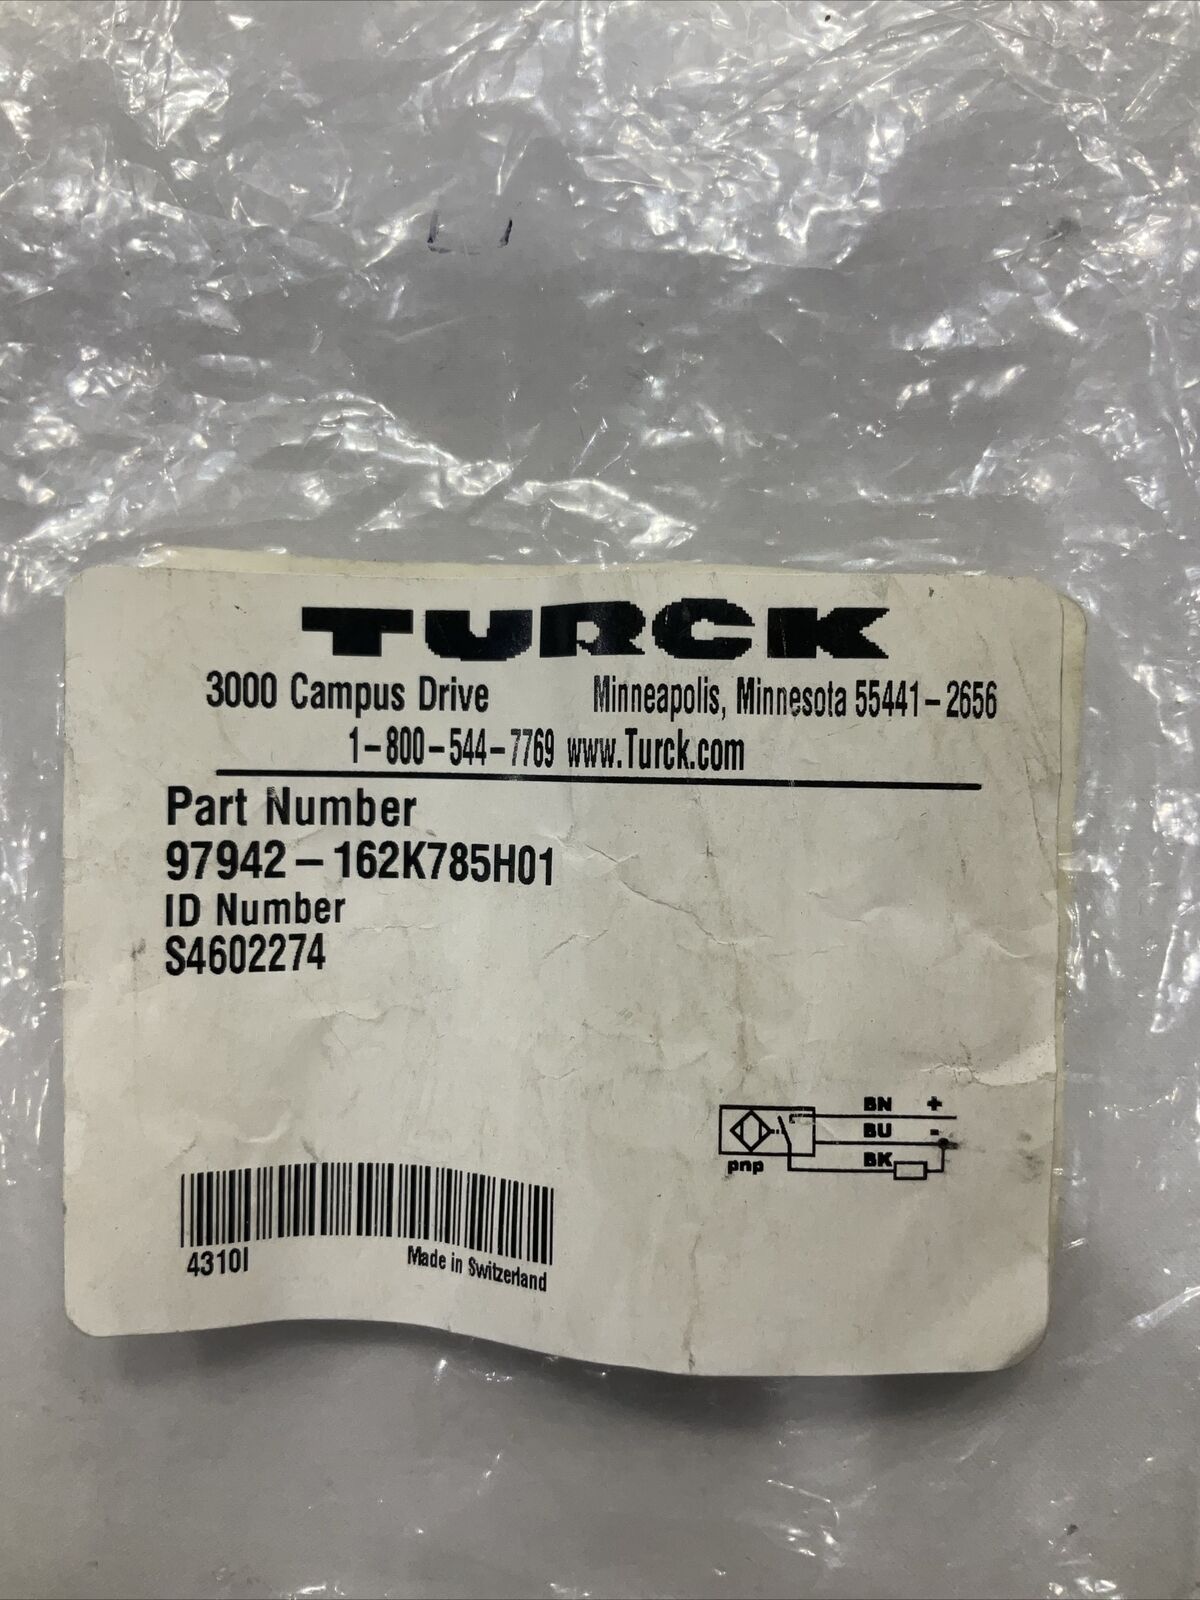 TURCK
3000 Campus Drive Minneapolis, Minnesota 55441-2656
1-800-544-7769 www.Turck.com
Part Number
97942-162K785H01
ID Number
S4602274
BN +
BU -
BK
pnp
4310I Made in Switzerland